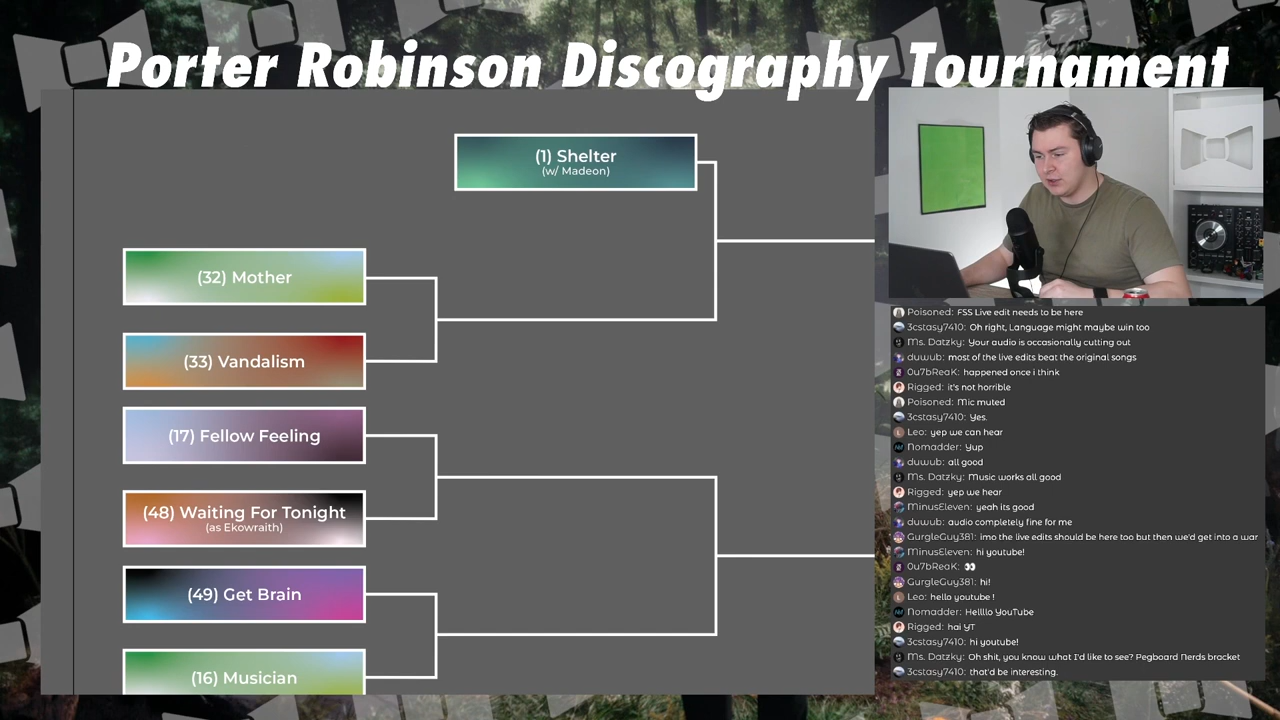 Porter Robinson Discography Tournament
(1) Shelter
(w/ Madeon)
(32) Mother
(33) Vandalism
(17) Fellow Feeling
(48) Waiting For Tonight
(as Ekowraith)
(49) Get Brain
(16) Musician
Poisoned: FSS Live edit needs to be here
3cstasy7410: Oh right, Language might maybe win too
Ms. Datzky: Your audio is occasionally cutting out
duwub: most of the live edits beat the original songs
0u7bReaK: happened once i think
Rigged: it's not horrible
Poisoned: Mic muted
3cstasy7410: Yes.
Leo: yep we can hear
Nomadder: Yup
duwub: all good
Ms. Datzky: Music works all good
Rigged: yep we hear
MinusEleven: yeah its good
duwub: audio completely fine for me
GurgleGuy381: imo the live edits should be here too but then we'd get into a war
MinusEleven: hi youtube!
0u7bReaK: 👀
GurgleGuy381: hi!
Leo: hello youtube !
Nomadder: Hellllo YouTube
Rigged: hai YT
3cstasy7410: hi youtube!
Ms. Datzky: Oh shit, you know what I'd like to see? Pegboard Nerds bracket
3cstasy7410: that'd be interesting.